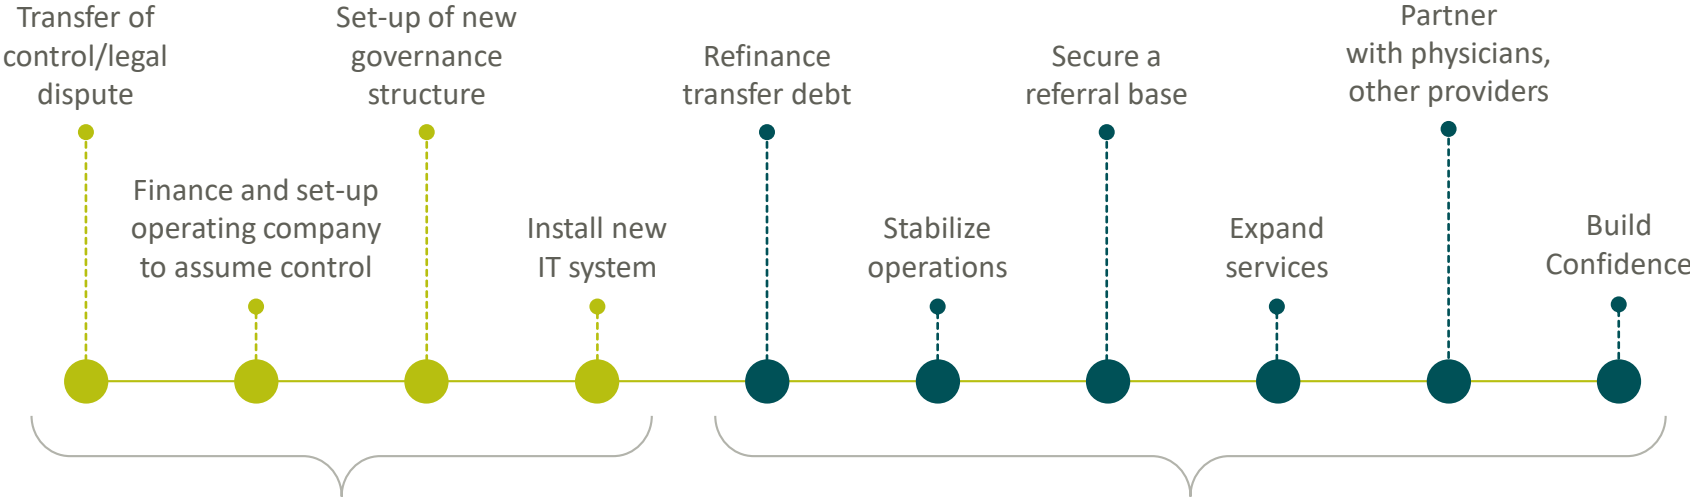 Transfer of
control/legal
dispute
Finance and set-up
operating company
to assume control
Set-up of new
governance
structure
Install new
IT system
Refinance
transfer debt
Stabilize
operations
Secure a
referral base
Expand
services
Partner
with physicians,
other providers
Build
Confidence